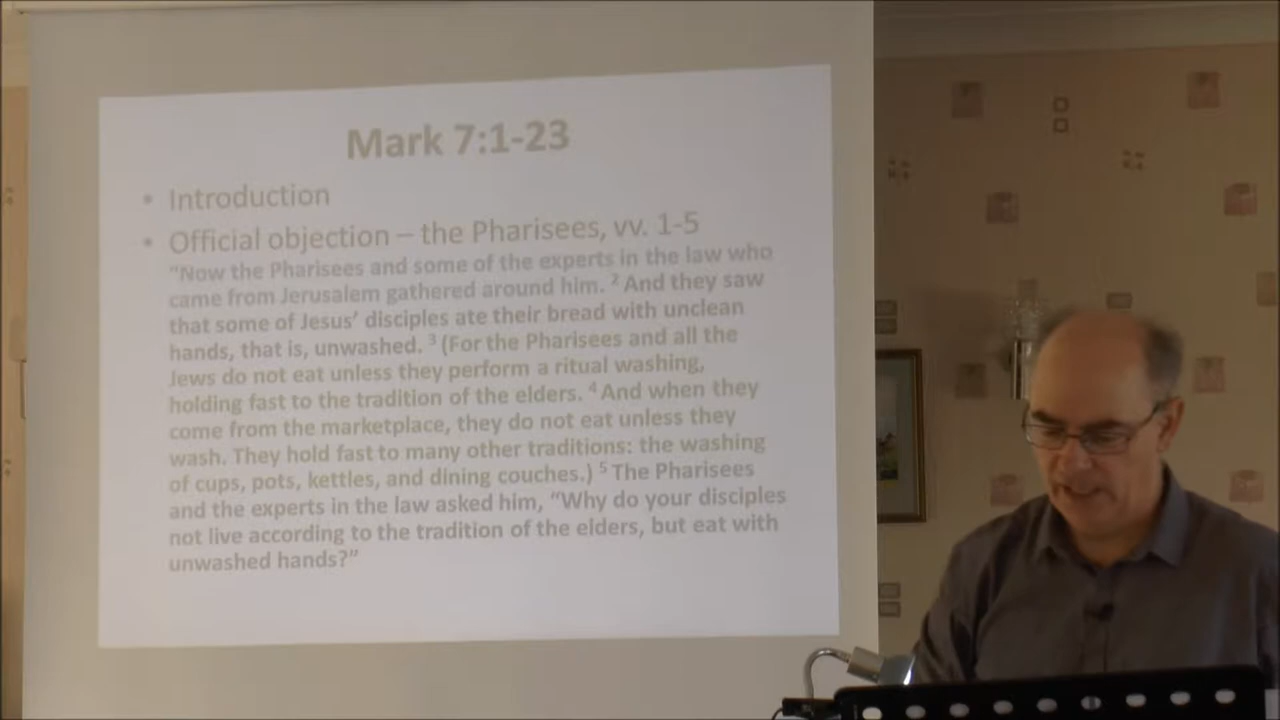 Mark 7:1-23
• Introduction
• Official objection – the Pharisees, vv. 1-5
“Now the Pharisees and some of the experts in the law who
came from Jerusalem gathered around him. ² And they saw
that some of Jesus’ disciples ate their bread with unclean
hands, that is, unwashed. ³ (For the Pharisees and all the
Jews do not eat unless they perform a ritual washing,
holding fast to the tradition of the elders. ⁴ And when they
come from the marketplace, they do not eat unless they
wash. They hold fast to many other traditions: the washing
of cups, pots, kettles, and dining couches.) ⁵ The Pharisees
and the experts in the law asked him, “Why do your disciples
not live according to the tradition of the elders, but eat with
unwashed hands?”